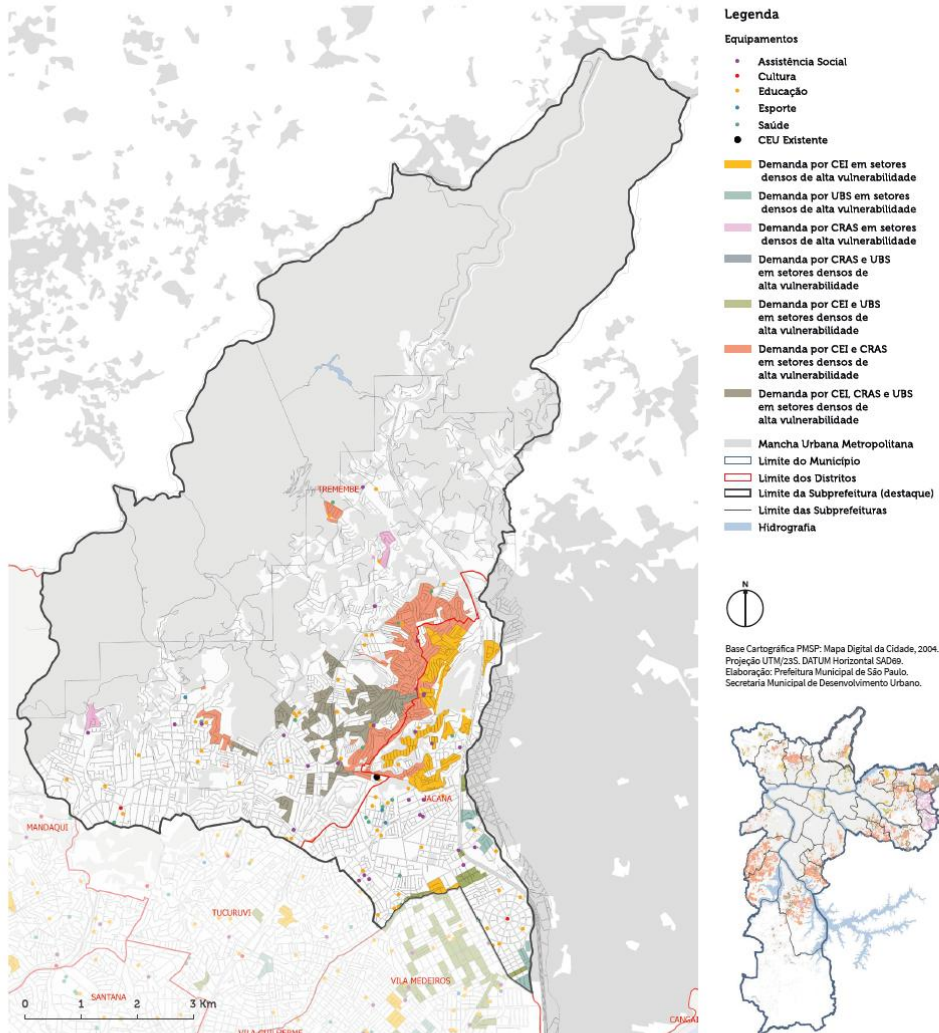 TREMEMBÉ
JAÇANÃ
MANDAQUI
TUCURUVI
VILA MEDEIROS
SANTANA
VILA GUILHERME
CANGAI
0 1 2 3 Km
Legenda
Equipamentos
Assistência Social
Cultura
Educação
Esporte
Saúde
CEU Existente
Demanda por CEI em setores
densos de alta vulnerabilidade
Demanda por UBS em setores
densos de alta vulnerabilidade
Demanda por CRAS em setores
densos de alta vulnerabilidade
Demanda por CRAS e UBS
em setores densos de
alta vulnerabilidade
Demanda por CEI e UBS
em setores densos de
alta vulnerabilidade
Demanda por CEI e CRAS
em setores densos de
alta vulnerabilidade
Demanda por CEI, CRAS e UBS
em setores densos de
alta vulnerabilidade
Mancha Urbana Metropolitana
Limite do Município
Limite dos Distritos
Limite da Subprefeitura (destaque)
Limite das Subprefeituras
Hidrografia
N
Base Cartográfica PMSP: Mapa Digital da Cidade, 2004.
Projeção UTM/23S. DATUM Horizontal SAD69.
Elaboração: Prefeitura Municipal de São Paulo.
Secretaria Municipal de Desenvolvimento Urbano.